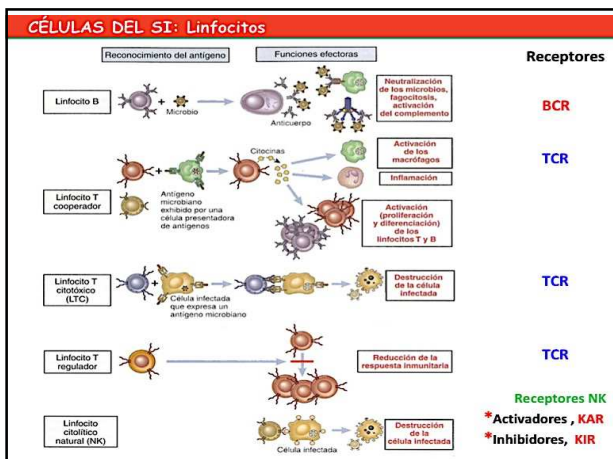 CÉLULAS DEL SI: Linfocitos
Reconocimiento del antígeno
Funciones efectoras
Receptores
Linfocito B
Microbio
Anticuerpo
Neutralización
de los microbios,
fagocitosis,
activación
del complemento
BCR
Linfocito T
cooperador
Antígeno
microbiano
exhibido por una
célula presentadora
de antígenos
Citocinas
Activación
de los
macrófagos
Inflamación
Activación
(proliferación
y diferenciación)
de los
linfocitos T y B
TCR
Linfocito T
citotóxico
(LTC)
Célula infectada
que expresa un
antígeno microbiano
Destrucción
de la célula
infectada
TCR
Linfocito T
regulador
Reducción de la
respuesta inmunitaria
TCR
Linfocito
citolítico
natural (NK)
Célula infectada
Destrucción
de la
célula infectada
Receptores NK
*Activadores , KAR
*Inhibidores, KIR